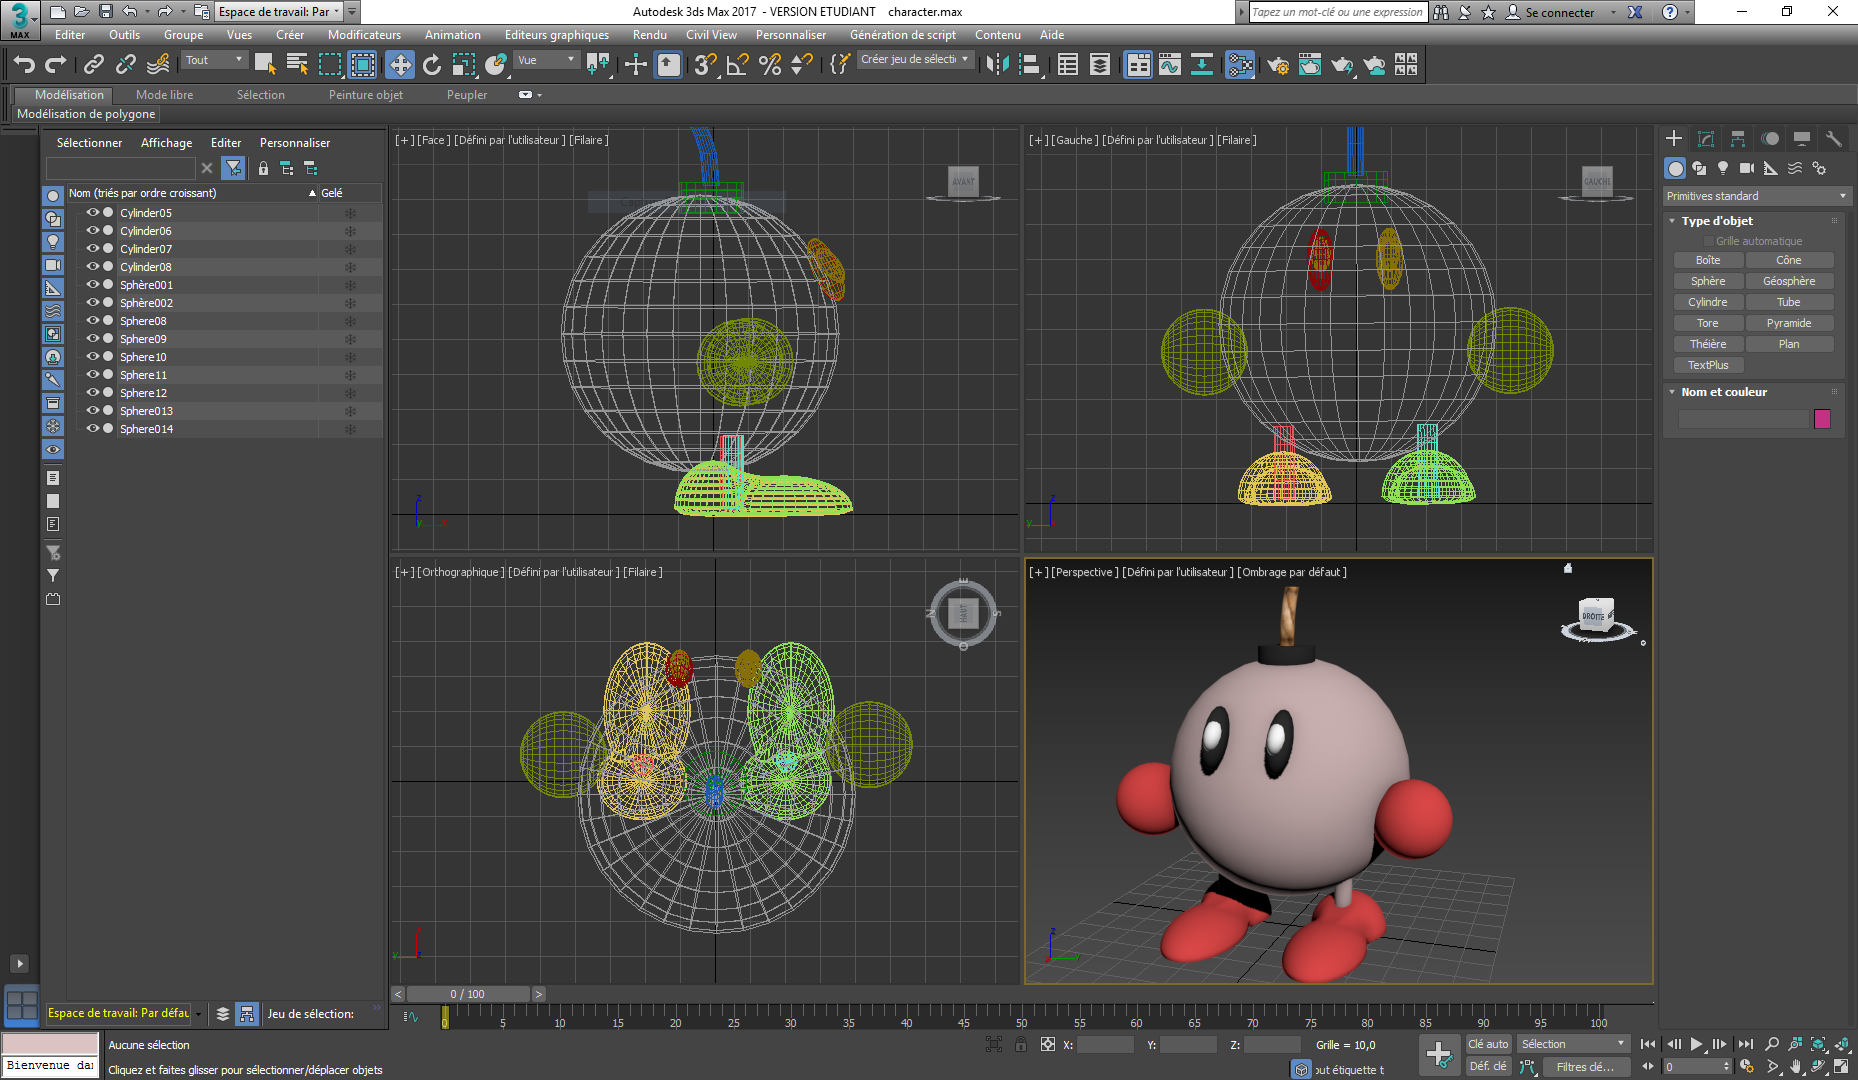 Espace de travail: Par
Autodesk 3ds Max 2017 - VERSION ETUDIANT character.max
Tapez un mot-clé ou une expression
Se connecter
MAX
Editer Outils Groupe Vues Créer Modificateurs Animation Editeurs graphiques Rendu Civil View Personnaliser Génération de script Contenu Aide
Tout
Vue
Créer jeu de sélecti
Modélisation Mode libre Sélection Peinture objet Peupler
Modélisation de polygone
Sélectionner Affichage Editer Personnaliser
Nom (triés par ordre croissant) Gelé
Cylinder05
Cylinder06
Cylinder07
Cylinder08
Sphère001
Sphère002
Sphere08
Sphere09
Sphere10
Sphere11
Sphere12
Sphere013
Sphere014
[+] [Face] [Défini par l'utilisateur] [Filaire]
AVANT
[+] [Gauche] [Défini par l'utilisateur] [Filaire]
GAUCHE
[+] [Orthographique] [Défini par l'utilisateur] [Filaire]
HAUT
[+] [Perspective] [Défini par l'utilisateur] [Ombrage par défaut]
DROITE
Primitives standard
Type d'objet
Grille automatique
Boîte Cône
Sphère Géosphère
Cylindre Tube
Tore Pyramide
Théière Plan
TextPlus
Nom et couleur
0 / 100
Espace de travail: Par défau
Jeu de sélection:
0 5 10 15 20 25 30 35 40 45 50 55 60 65 70 75 80 85 90 95 100
Aucune sélection
X: Y: Z: Grille = 10,0
Clé auto Sélection
Bienvenue da
Cliquez et faites glisser pour sélectionner/déplacer objets
out étiquette t
Déf. clé Filtres clé... 0